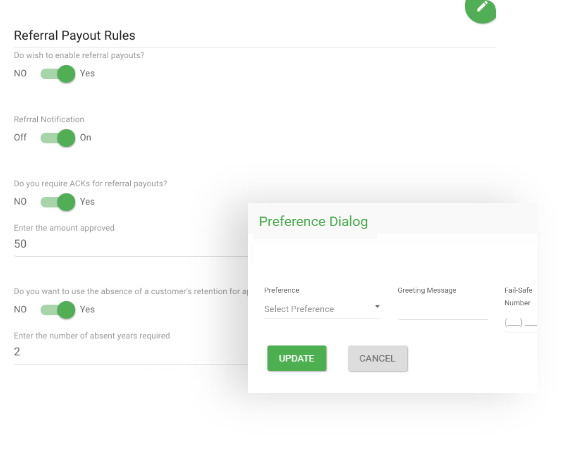 Referral Payout Rules
Do wish to enable referral payouts?
NO Yes
Refrral Notification
Off On
Do you require ACKs for referral payouts?
NO Yes
Enter the amount approved
50
Do you want to use the absence of a customer's retention for
NO Yes
Enter the number of absent years required
2
Preference Dialog
Preference
Select Preference
Greeting Message
Fail-Safe
Number
(__) __
UPDATE CANCEL